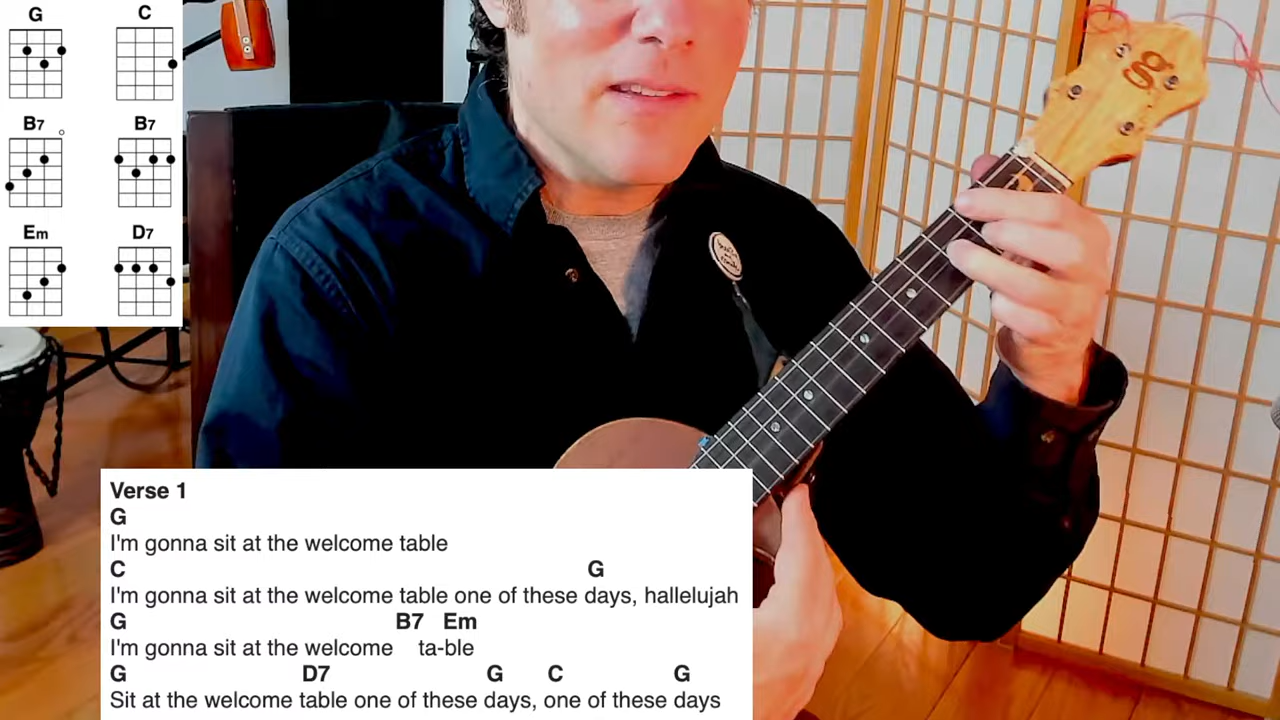 G C
B7 B7
Em D7
Verse 1
G
I'm gonna sit at the welcome table
C G
I'm gonna sit at the welcome table one of these days, hallelujah
G B7 Em
I'm gonna sit at the welcome ta-ble
G D7 G C G
Sit at the welcome table one of these days, one of these days